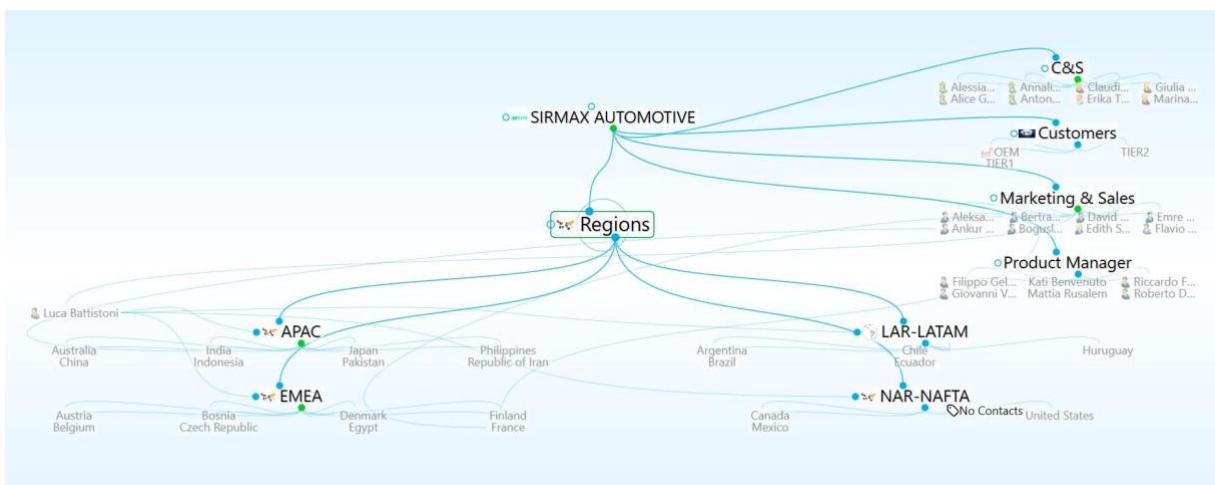 C&S
Alessia... Annali... Claudi... Giulia ...
Alice G... Anton... Erika T... Marina...
SIRMAX AUTOMOTIVE
Customers
OEM TIER2
TIER1
Marketing & Sales
Aleksa... Bertra... David ... Emre ...
Ankur ... Bogusl... Edith S... Flavio ...
Regions
Product Manager
Filippo Gel... Kati Benvenuto Riccardo F...
Giovanni V... Mattia Rusalem Roberto D...
Luca Battistoni
APAC
Australia India Japan Philippines
China Indonesia Pakistan Republic of Iran
LAR-LATAM
Argentina Chile Huruguay
Brazil Ecuador
EMEA
Austria Bosnia Denmark Finland
Belgium Czech Republic Egypt France
NAR-NAFTA
No Contacts
Canada United States
Mexico